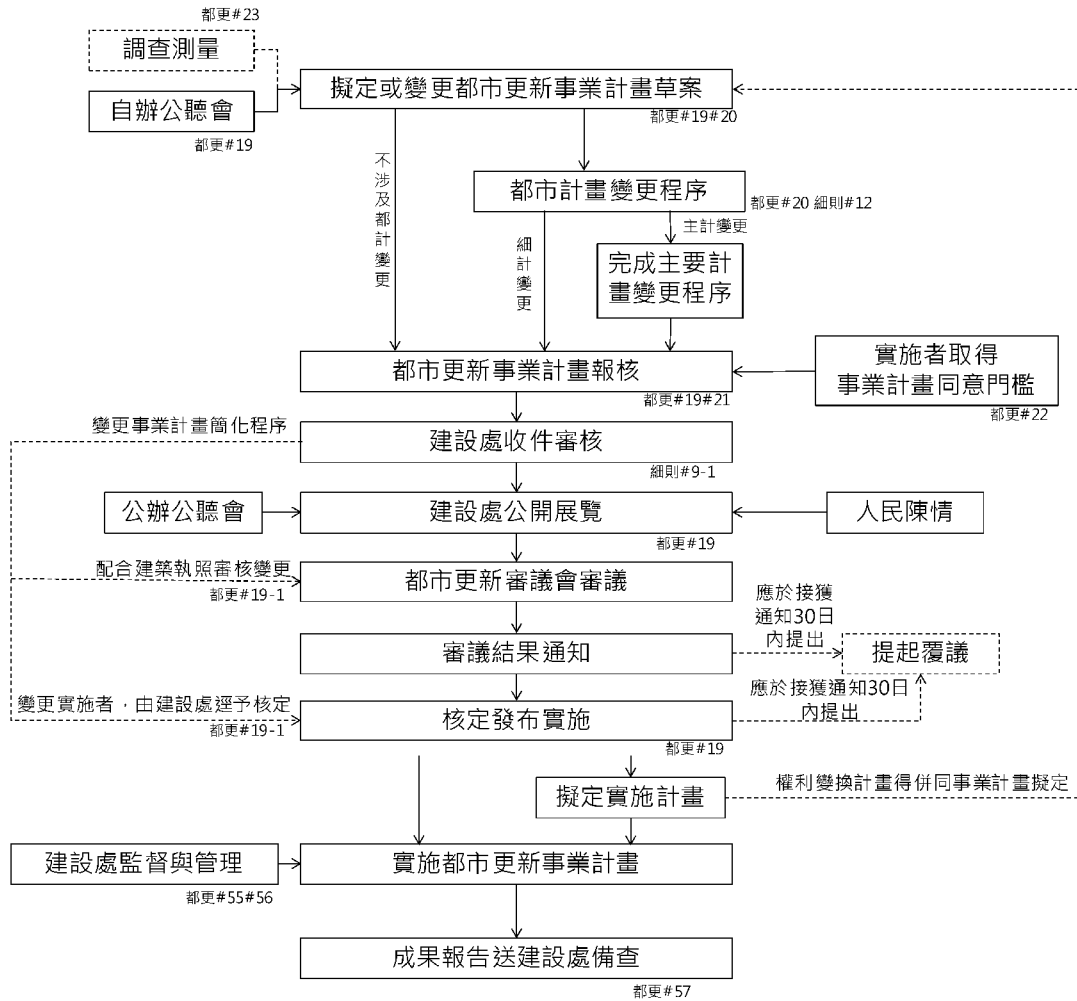 都更#23
調查測量
擬定或變更都市更新事業計畫草案
自辦公聽會
都更#19#20
都更#19
不涉及都計變更
都市計畫變更程序
都更#20 細則#12
主計變更
細計變更
完成主要計
畫變更程序
都市更新事業計畫報核
實施者取得
事業計畫同意門檻
都更#19#21
都更#22
變更事業計畫簡化程序
建設處收件審核
細則#9-1
公辦公聽會
建設處公開展覽
人民陳情
都更#19
配合建築執照審核變更
都更#19-1
都市更新審議會審議
應於接獲
通知30日
內提出
審議結果通知
提起覆議
變更實施者，由建設處逕予核定
都更#19-1
核定發布實施
應於接獲通知30日
內提出
都更#19
擬定實施計畫
權利變換計畫得併同事業計畫擬定
建設處監督與管理
實施都市更新事業計畫
都更#55#56
成果報告送建設處備查
都更#57